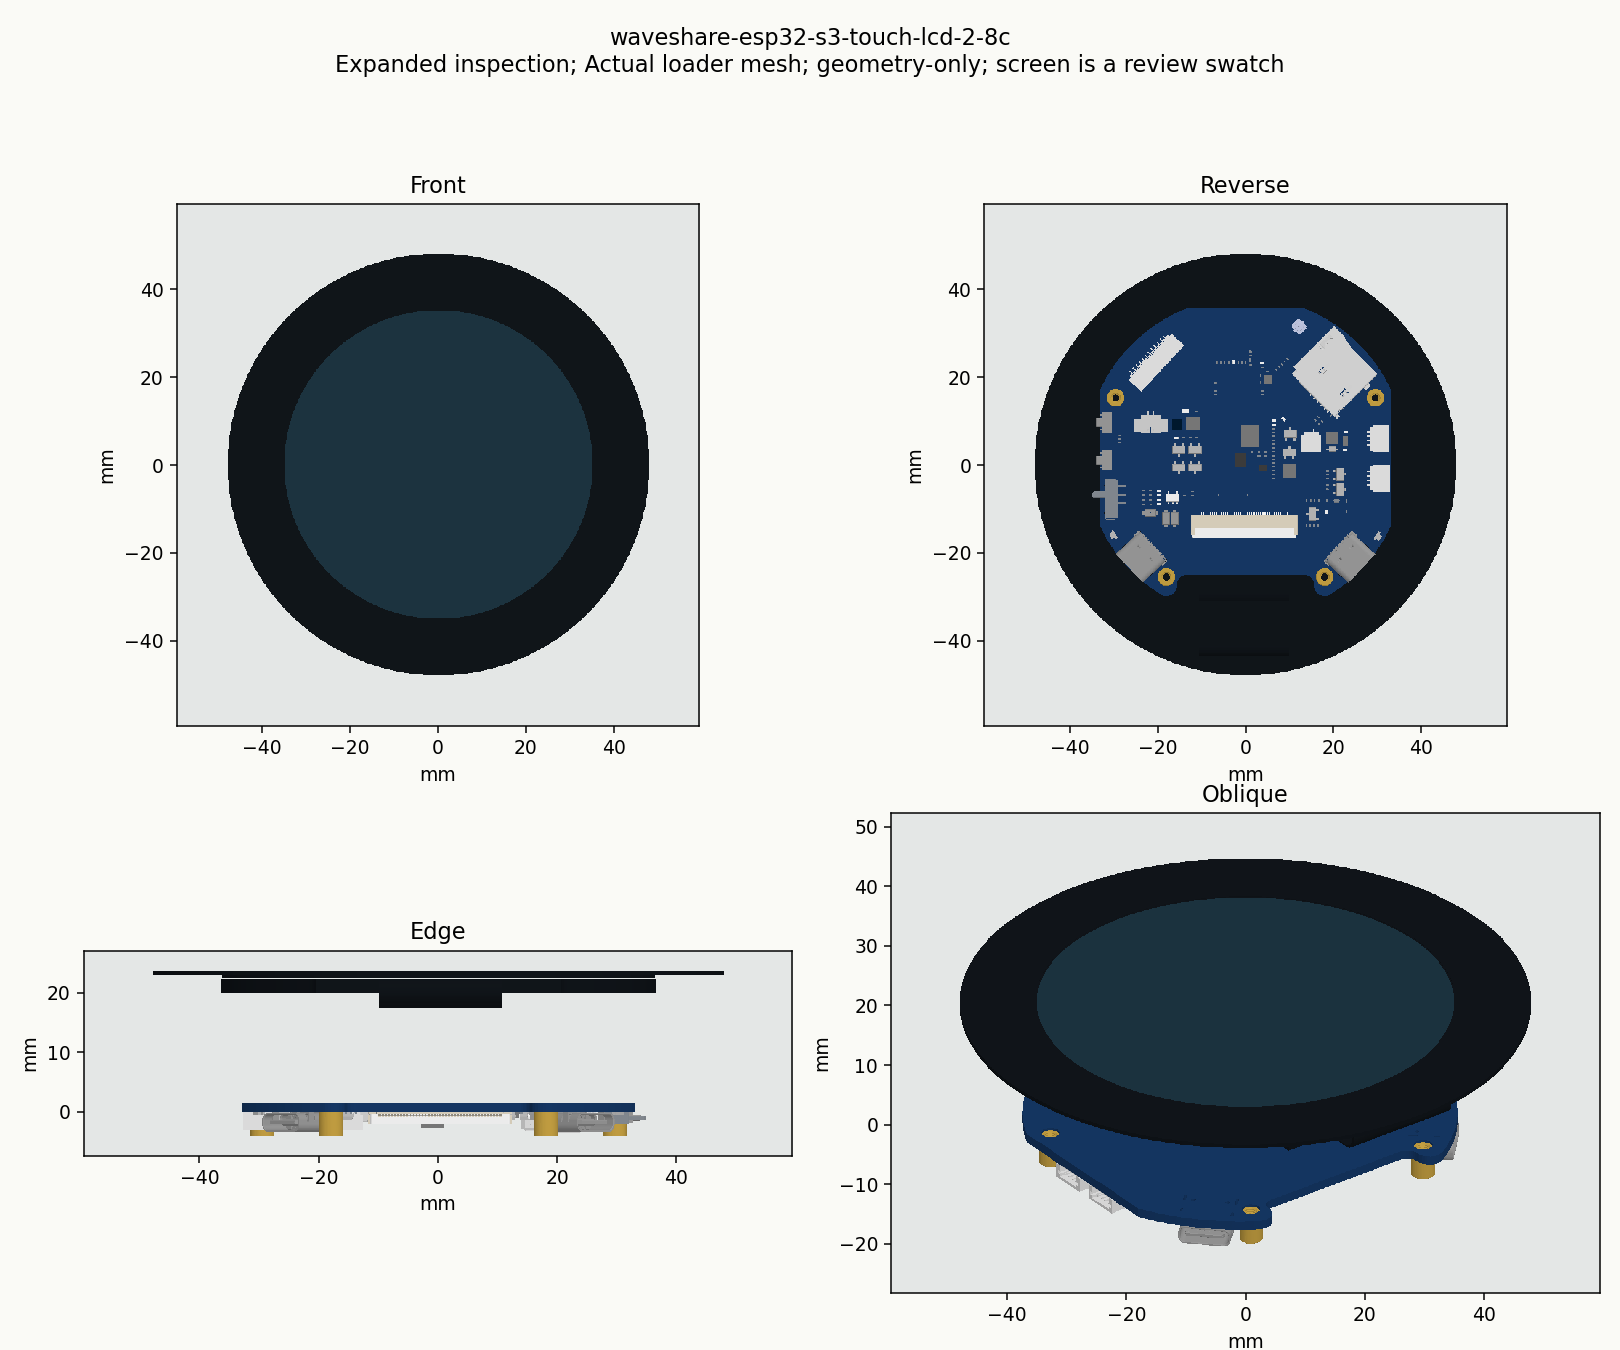 waveshare-esp32-s3-touch-lcd-2-8c
Expanded inspection; Actual loader mesh; geometry-only; screen is a review swatch
Front
40
20
0
−20
−40
mm
−40 −20 0 20 40
mm
Reverse
40
20
0
−20
−40
mm
−40 −20 0 20 40
mm
Edge
20
10
0
mm
−40 −20 0 20 40
mm
Oblique
50
40
30
20
10
0
−10
−20
mm
−40 −20 0 20 40
mm